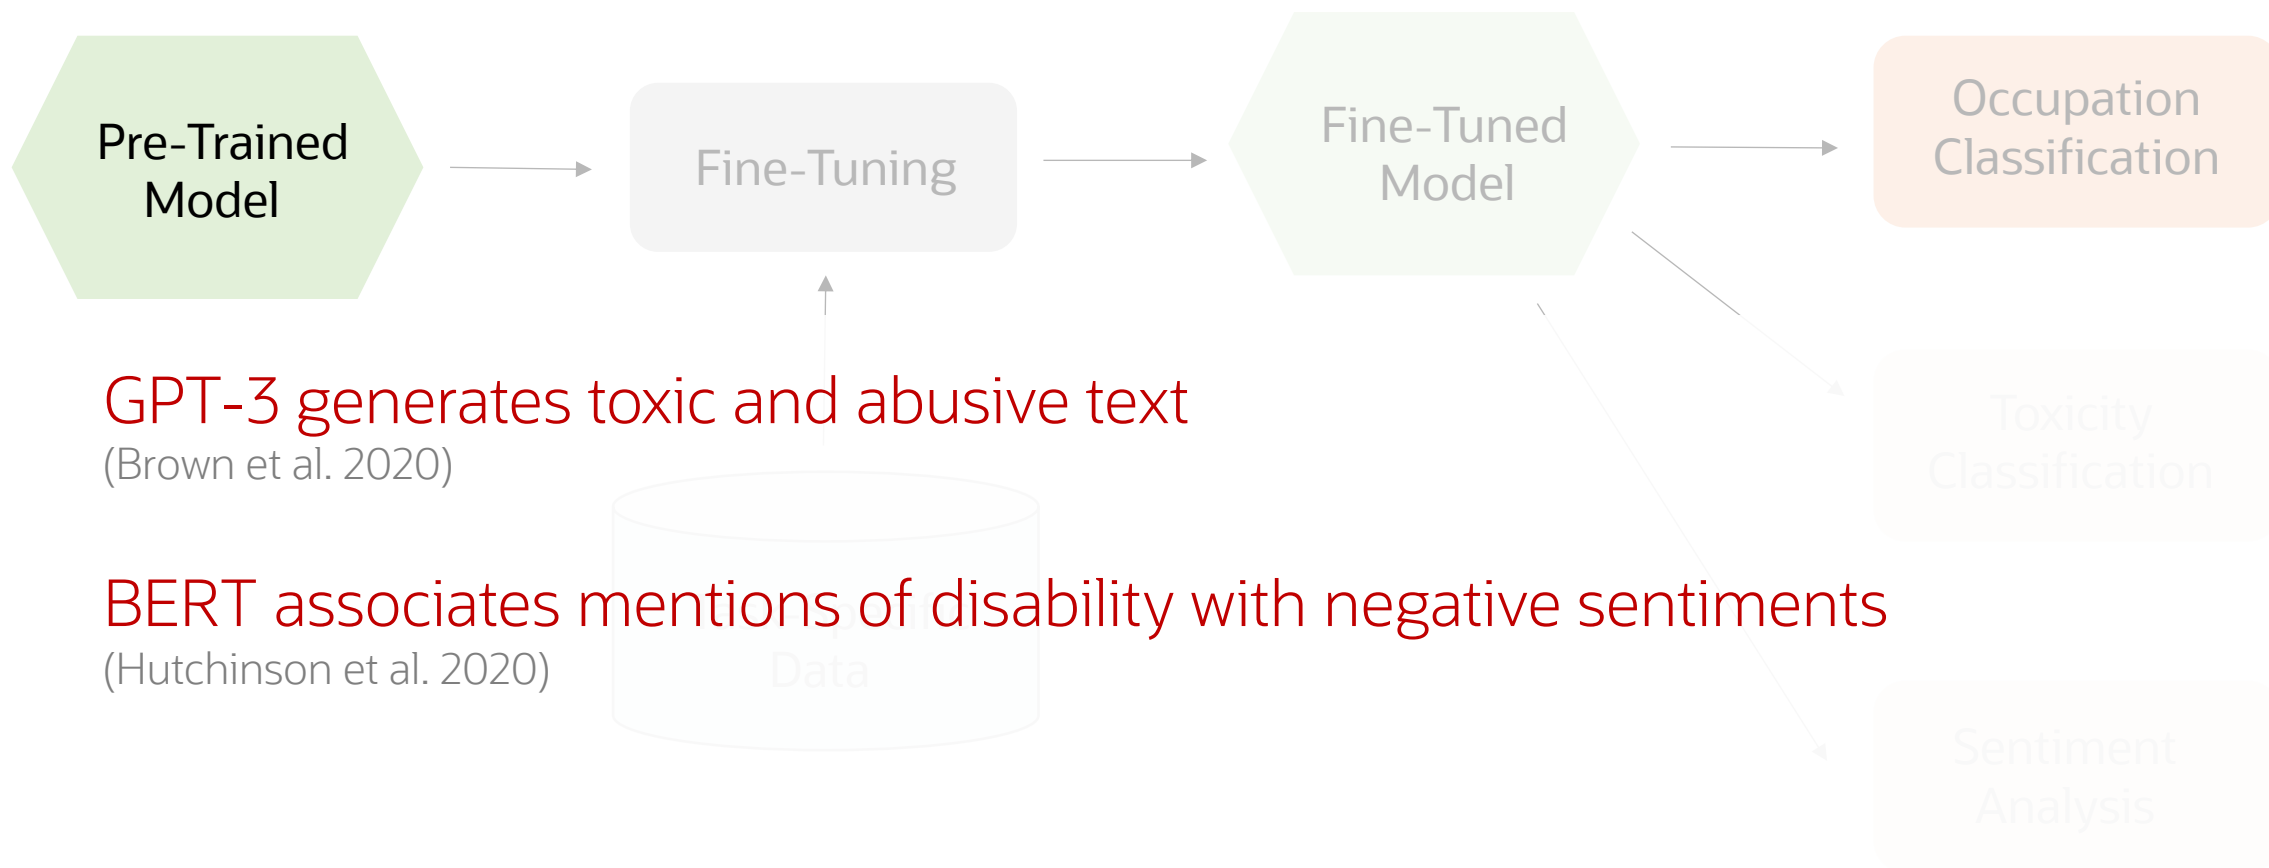 Pre-Trained
Model
Fine-Tuning
Fine-Tuned
Model
Occupation
Classification
GPT-3 generates toxic and abusive text
(Brown et al. 2020)
Toxicity
Classification
BERT associates mentions of disability with negative sentiments
(Hutchinson et al. 2020)
Data
Sentiment
Analysis